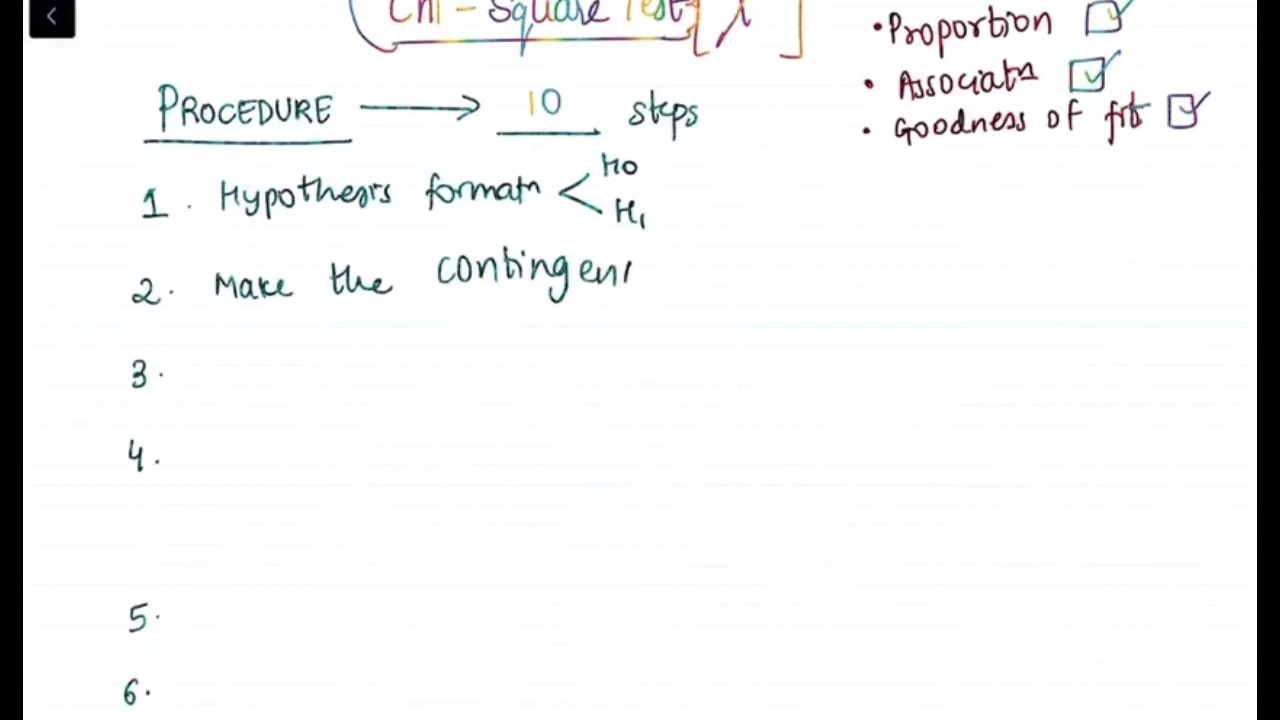 Chi - Square Test [χ ]
• Proportion
• Associatn
• Goodness of fit
PROCEDURE → 10 steps
1. Hypothesis formatn < H0
H1
2. Make the contingen
3.
4.
5.
6.